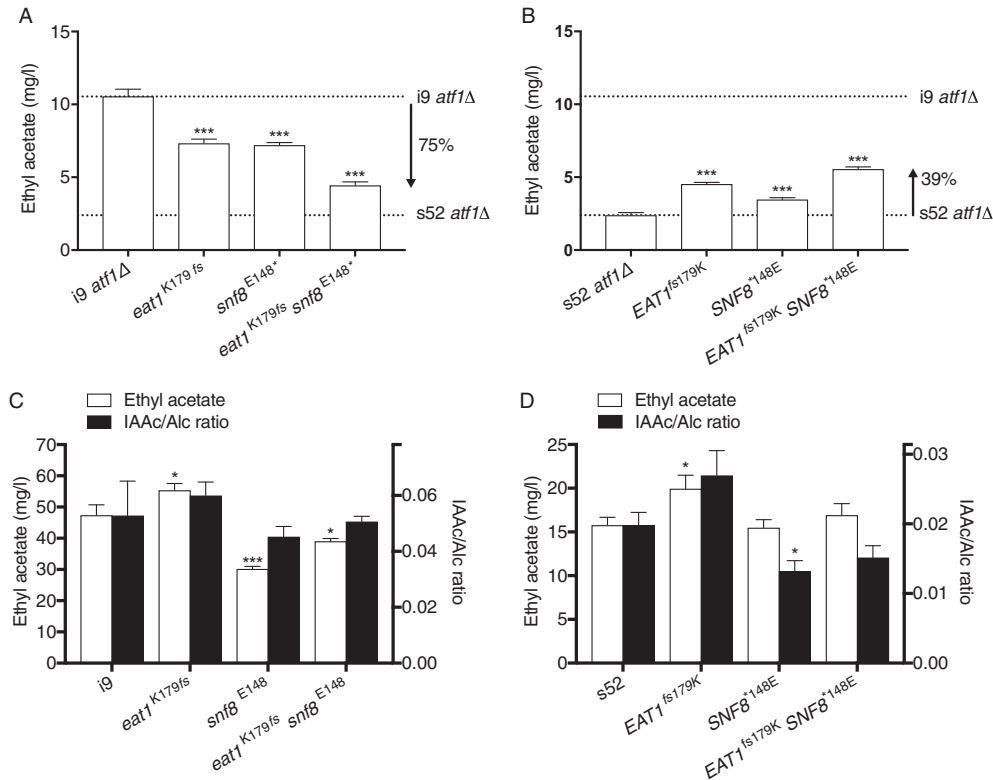 A
Ethyl acetate (mg/l)
15
10
5
0
***
***
***
i9 atf1Δ
75%
s52 atf1Δ
i9 atf1Δ
eat1 K179 fs
snf8 E148*
eat1 K179fs snf8 E148*
B
Ethyl acetate (mg/l)
15
10
5
0
***
***
***
i9 atf1Δ
39%
s52 atf1Δ
s52 atf1Δ
EAT1 fs179K
SNF8 *148E
EAT1 fs179K SNF8 *148E
C
Ethyl acetate
IAAc/Alc ratio
Ethyl acetate (mg/l)
70
60
50
40
30
20
10
0
*
***
*
0.06
0.04
0.02
0.00
IAAc/Alc ratio
i9
eat1 K179fs
snf8 E148
eat1 K179fs snf8 E148
D
Ethyl acetate
IAAc/Alc ratio
Ethyl acetate (mg/l)
25
20
15
10
5
0
*
*
0.03
0.02
0.01
0.00
IAAc/Alc ratio
s52
EAT1 fs179K
SNF8 *148E
EAT1 fs179K SNF8 *148E